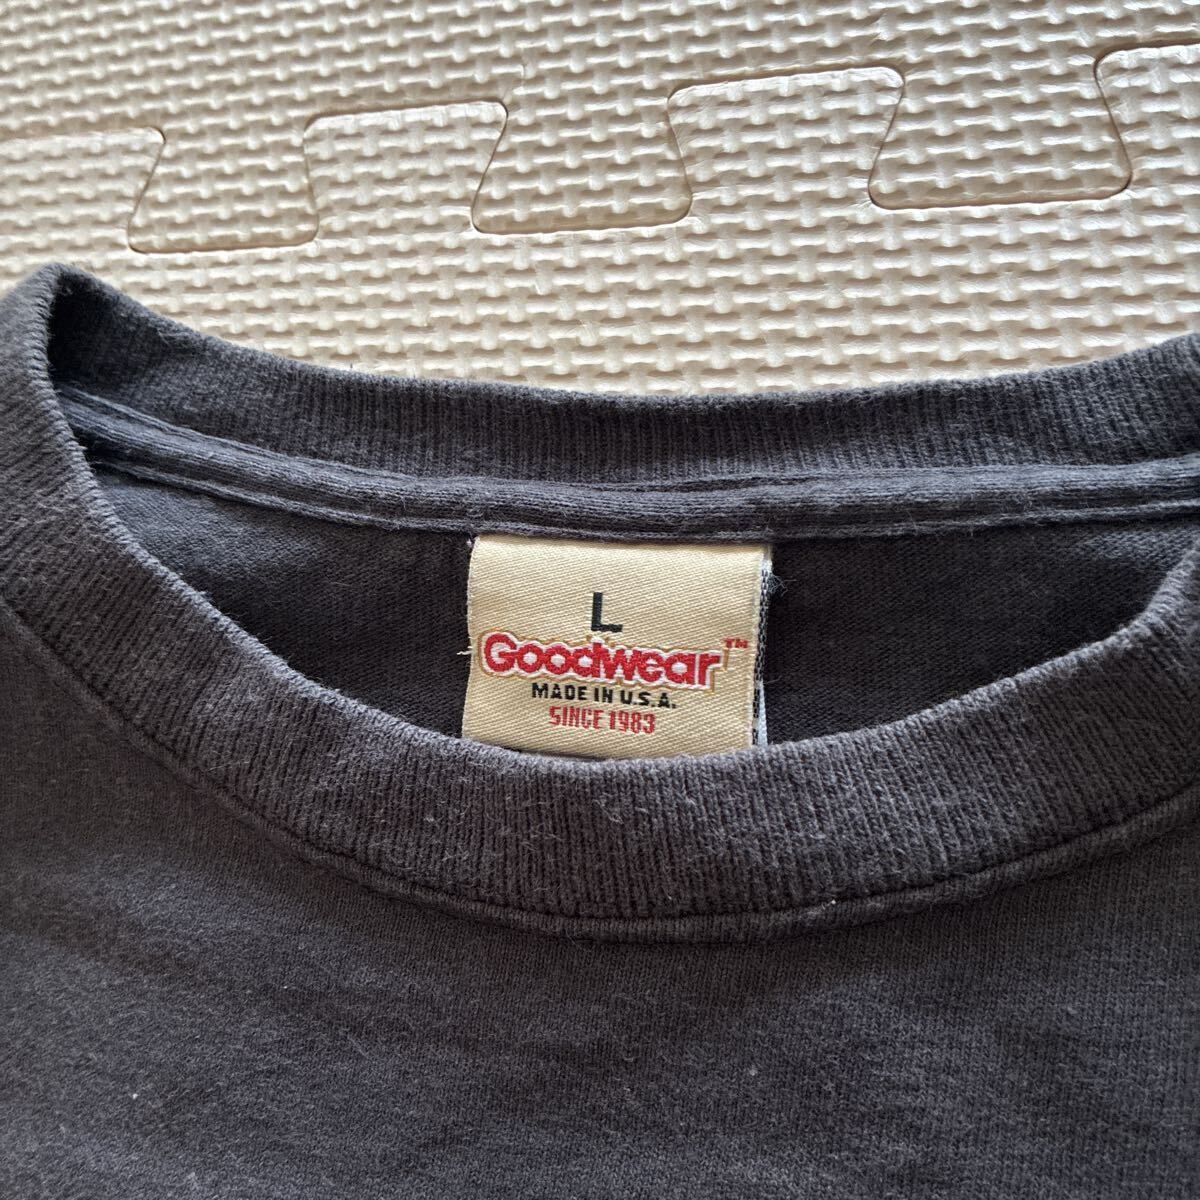 L
Goodwear™
MADE IN U.S.A.
SINCE 1983